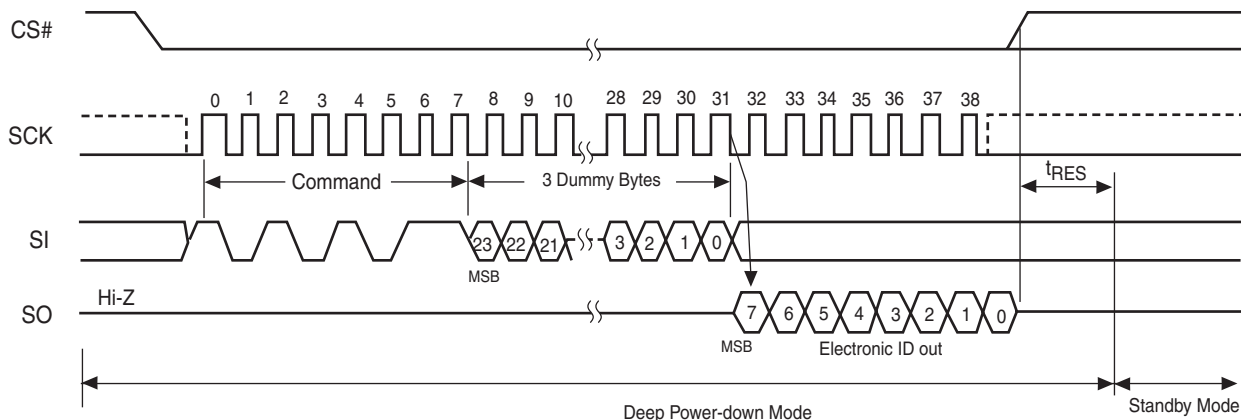 CS#
0 1 2 3 4 5 6 7 8 9 10 28 29 30 31 32 33 34 35 36 37 38
SCK
Command
3 Dummy Bytes
tRES
SI
23 22 21 3 2 1 0
MSB
Hi-Z
SO
7 6 5 4 3 2 1 0
MSB
Electronic ID out
Deep Power-down Mode
Standby Mode